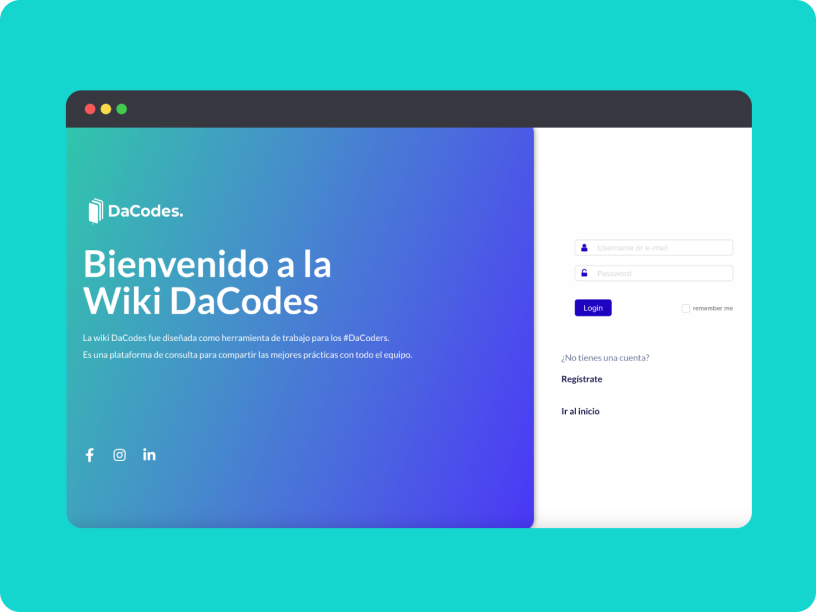 DaCodes.
Bienvenido a la
Wiki DaCodes
La wiki DaCodes fue diseñada como herramienta de trabajo para los #DaCoders.
Es una plataforma de consulta para compartir las mejores prácticas con todo el equipo.
Username or e-mail
Password
Login
remember me
¿No tienes una cuenta?
Regístrate
Ir al inicio